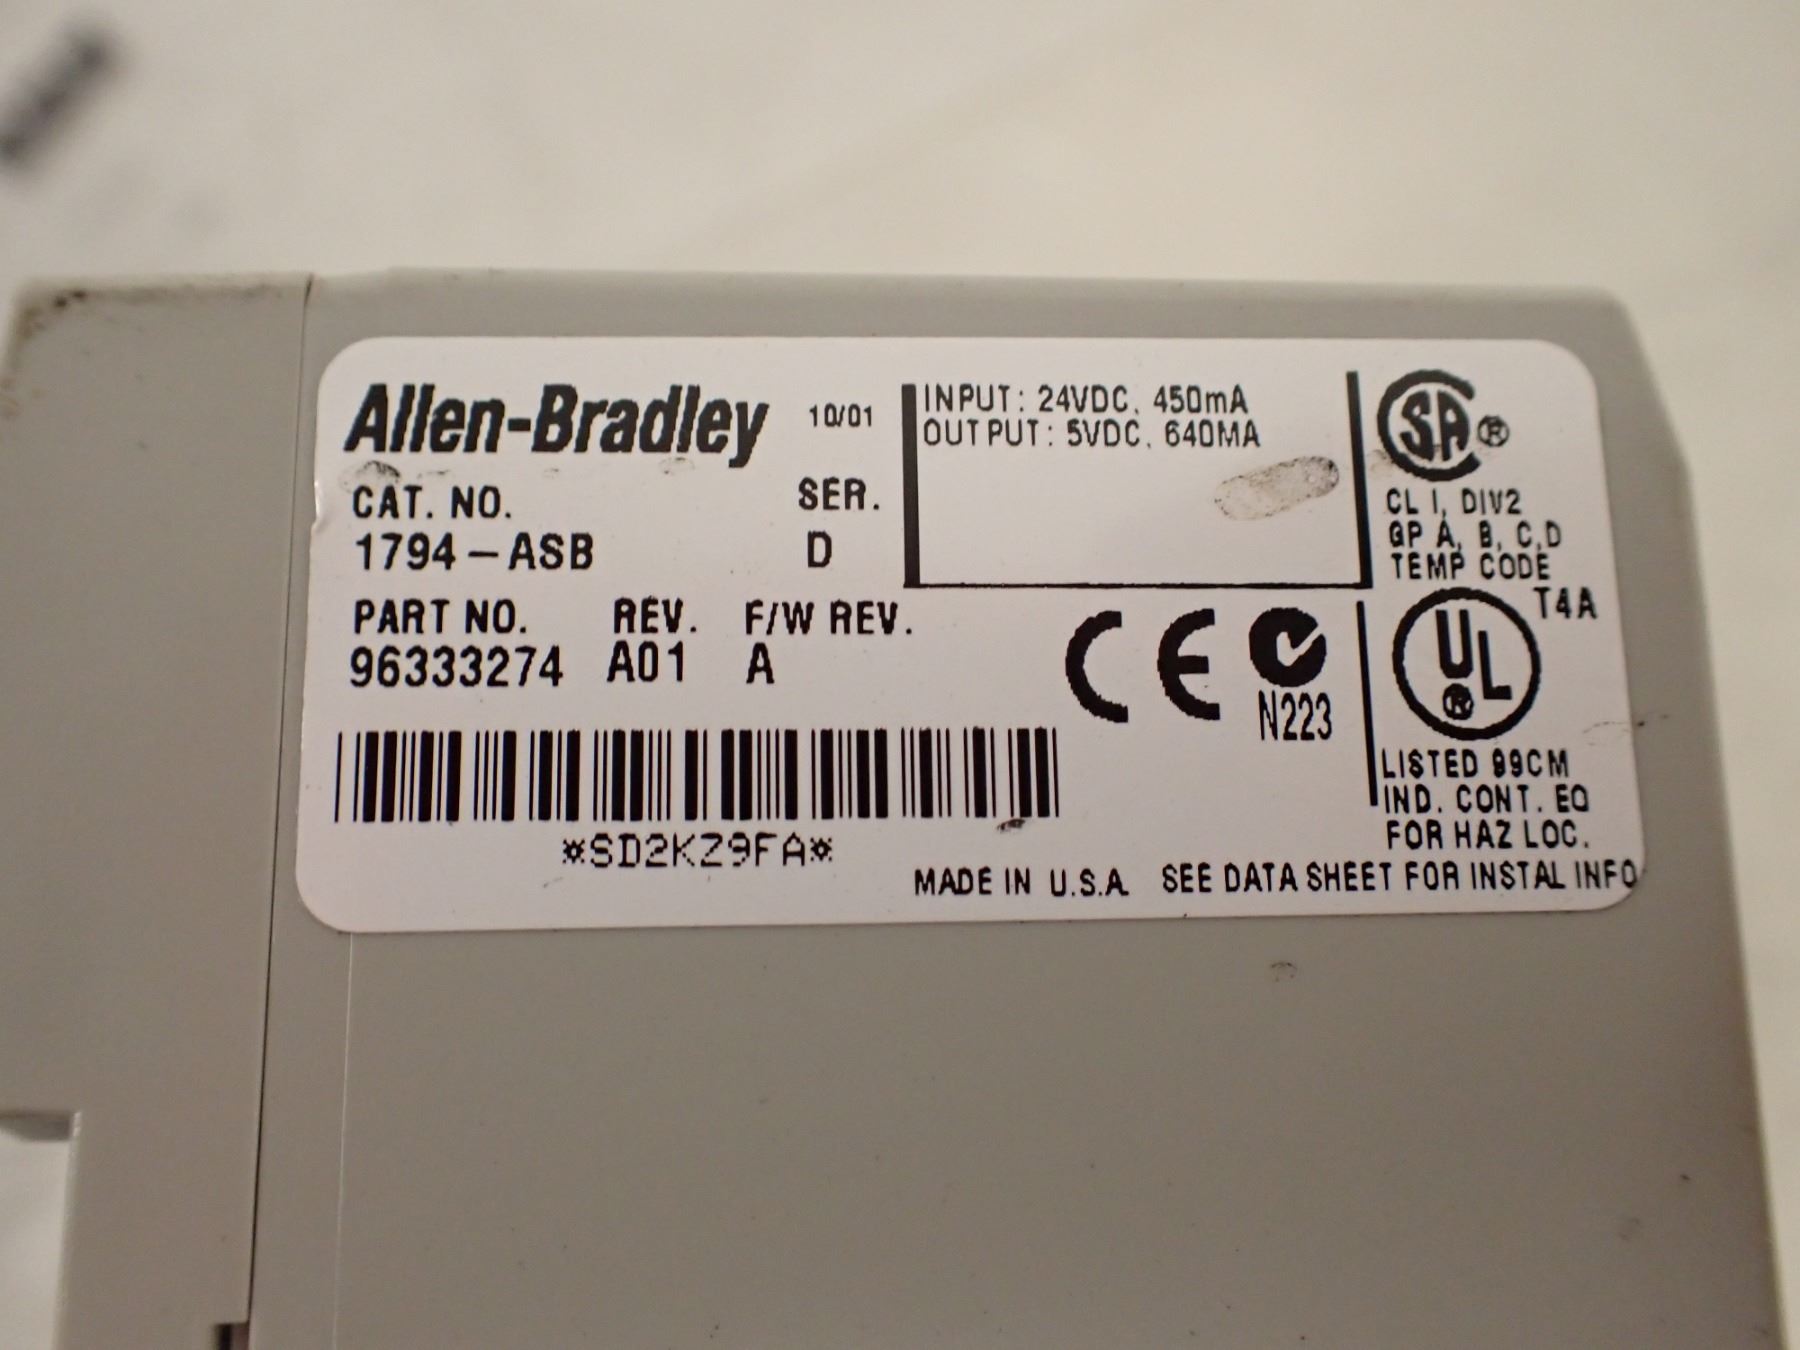 Allen-Bradley 10/01
CAT. NO. SER.
1794-ASB D
PART NO. REV. F/W REV.
96333274 A01 A
*SD2KZ9FA*
INPUT: 24VDC, 450mA
OUTPUT: 5VDC, 640MA
CE N223
SA ®
CL I, DIV2
GP A, B, C, D
TEMP CODE
T4A
UL ®
LISTED 99CM
IND. CONT. EQ
FOR HAZ LOC.
MADE IN U.S.A. SEE DATA SHEET FOR INSTAL INFO